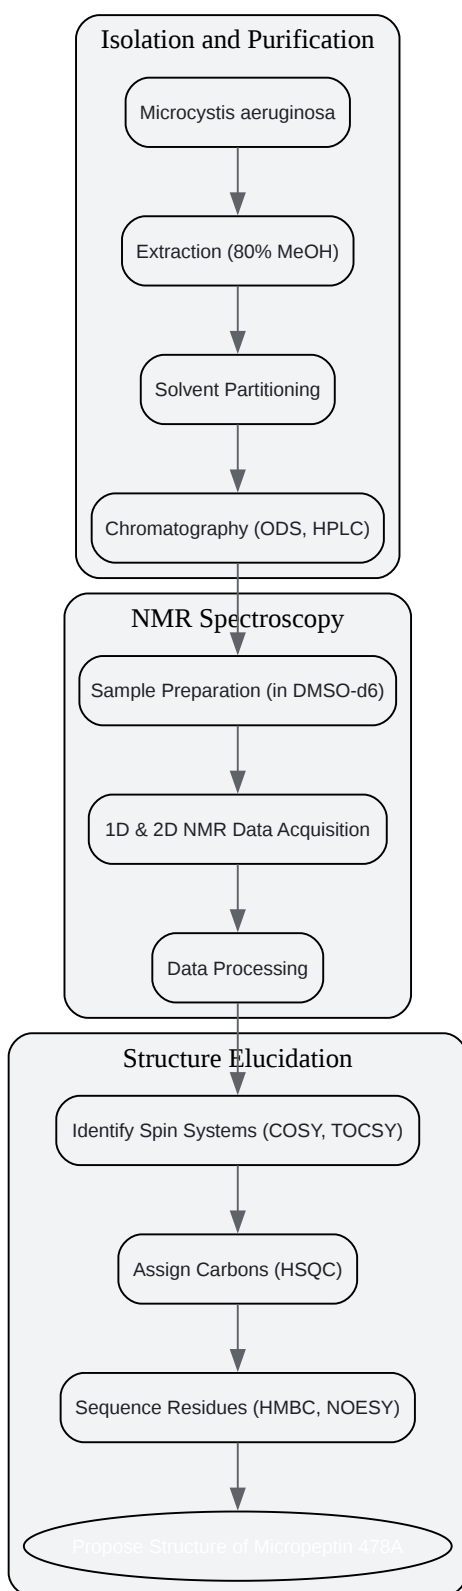 Isolation and Purification
Microcystis aeruginosa
Extraction (80% MeOH)
Solvent Partitioning
Chromatography (ODS, HPLC)
NMR Spectroscopy
Sample Preparation (in DMSO-d6)
1D & 2D NMR Data Acquisition
Data Processing
Structure Elucidation
Identify Spin Systems (COSY, TOCSY)
Assign Carbons (HSQC)
Sequence Residues (HMBC, NOESY)
Propose Structure of Micropeptin 478A